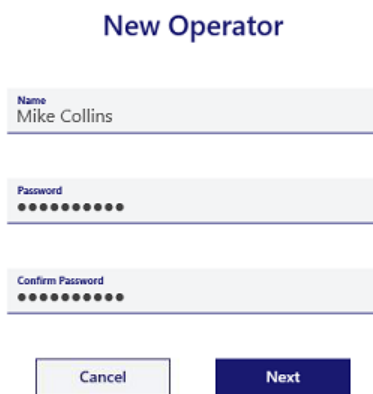 New Operator
Name
Mike Collins
Password
●●●●●●●●●●
Confirm Password
●●●●●●●●●●
Cancel Next